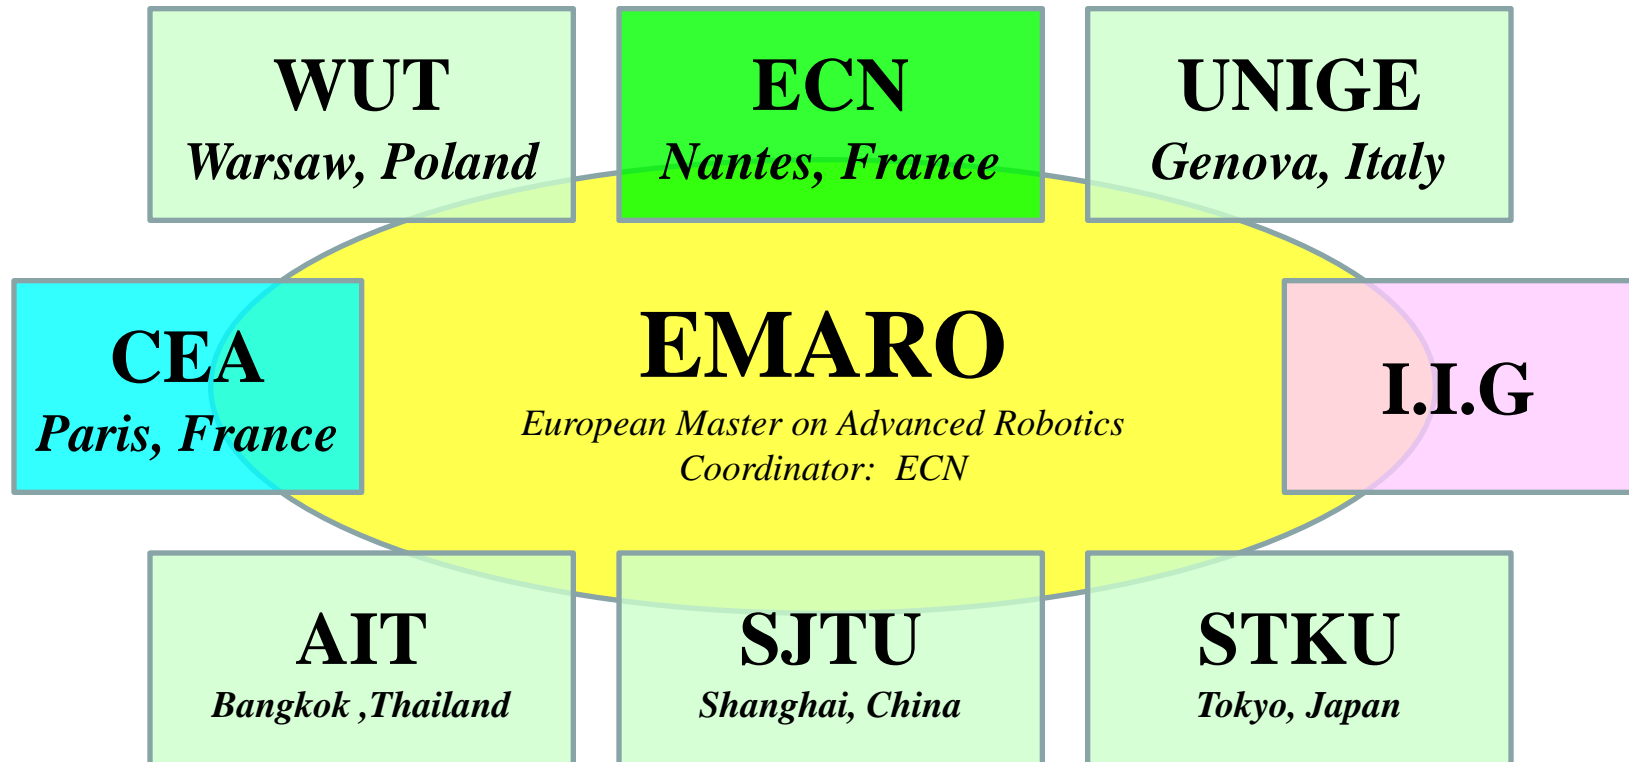 WUT
Warsaw, Poland
ECN
Nantes, France
UNIGE
Genova, Italy
CEA
Paris, France
EMARO
European Master on Advanced Robotics
Coordinator: ECN
I.I.G
AIT
Bangkok ,Thailand
SJTU
Shanghai, China
STKU
Tokyo, Japan